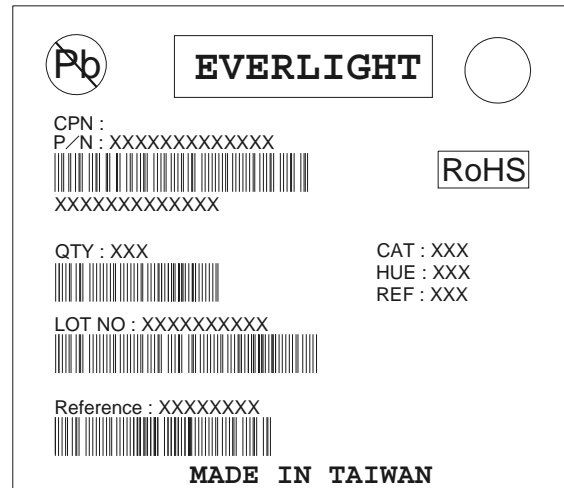 Pb
EVERLIGHT
CPN :
P/N : XXXXXXXXXXXXX
RoHS
XXXXXXXXXXXXX
QTY : XXX
CAT : XXX
HUE : XXX
REF : XXX
LOT NO : XXXXXXXXXX
Reference : XXXXXXXX
MADE IN TAIWAN